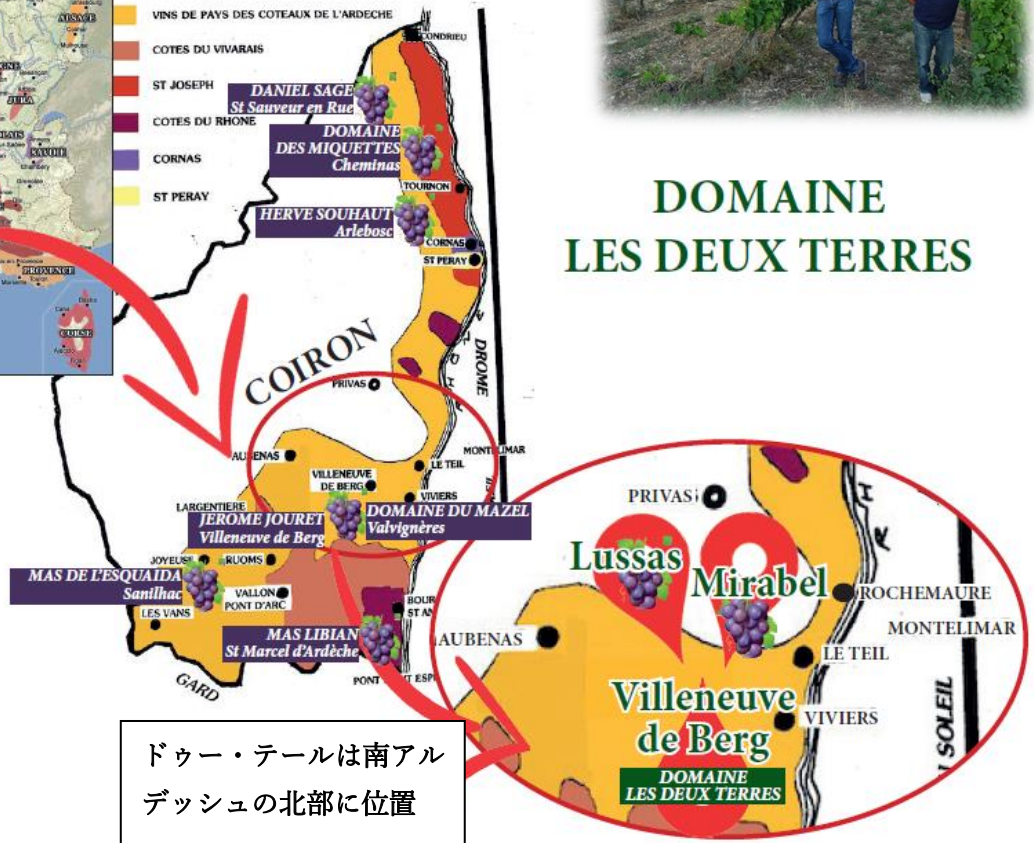 VINS DE PAYS DES COTEAUX DE L'ARDECHE
COTES DU VIVARAIS
ST JOSEPH
COTES DU RHONE
CORNAS
ST PERAY
ALSACE
JURA
SAVOIE
PROVENCE
CORSE
CONDRIEU
DANIEL SAGE
St Sauveur en Rue
DOMAINE
DES MIQUETTES
Cheminas
TOURNON
HERVE SOUHAUT
Arlebosc
CORNAS
ST PERAY
DOMAINE
LES DEUX TERRES
DROME
COIRON
PRIVAS
AUBENAS
MONTELIMAR
LE TEIL
VILLENEUVE
DE BERG
VIVIERS
LARGENTIERE
JEROME JOURET
Villeneuve de Berg
DOMAINE DU MAZEL
Valvignères
JOYEUSE
RUOMS
MAS DE L'ESQUAIDA
Sanilhac
VALLON
PONT D'ARC
LES VANS
BOUR
ST AN
MAS LIBIAN
St Marcel d'Ardèche
GARD
PRIVAS
Lussas
Mirabel
ROCHEMAURE
MONTELIMAR
AUBENAS
LE TEIL
Villeneuve
de Berg
VIVIERS
DOMAINE
LES DEUX TERRES
SOLEIL
ドゥー・テールは南アル
デッシュの北部に位置